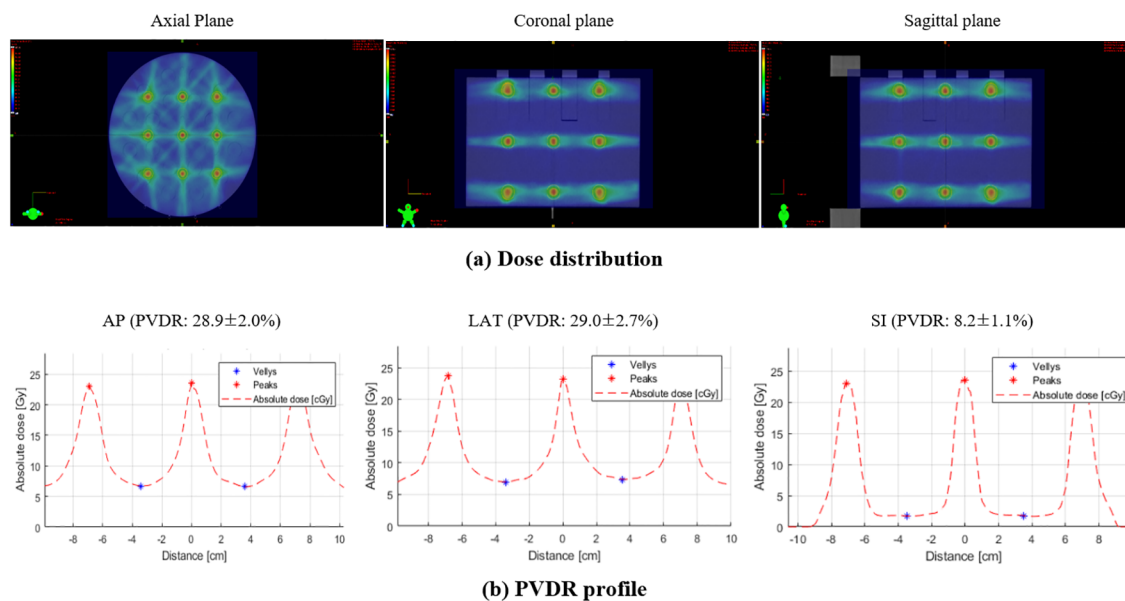 Axial Plane
Coronal plane
Sagittal plane
(a) Dose distribution
AP (PVDR: 28.9±2.0%)
LAT (PVDR: 29.0±2.7%)
SI (PVDR: 8.2±1.1%)
Absolute dose [Gy]
25
20
15
10
5
0
Vellys
Peaks
Absolute dose [cGy]
-8 -6 -4 -2 0 2 4 6 8 10
Distance [cm]
Absolute dose [Gy]
25
20
15
10
5
0
Vellys
Peaks
Absolute dose [cGy]
-8 -6 -4 -2 0 2 4 6 8 10
Distance [cm]
Absolute dose [Gy]
25
20
15
10
5
0
Vellys
Peaks
Absolute dose [cGy]
-10 -8 -6 -4 -2 0 2 4 6 8
Distance [cm]
(b) PVDR profile